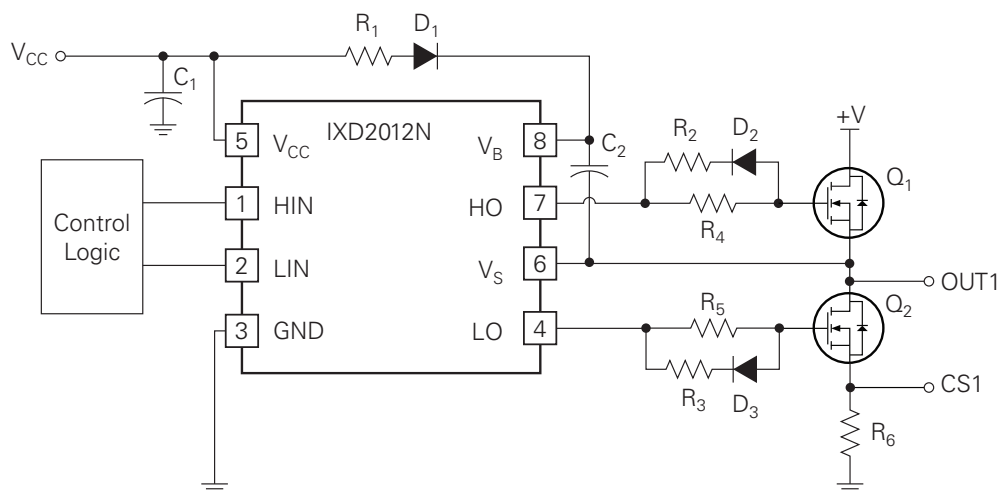 R1
D1
VCC
C1
IXD2012N
+V
5
VCC
VB
8
C2
R2
D2
Q1
Control
Logic
1
HIN
HO
7
R4
2
LIN
VS
6
OUT1
3
GND
LO
4
R5
Q2
R3
D3
CS1
R6